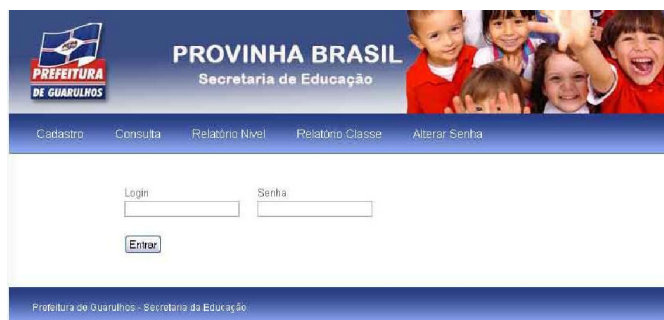 PREFEITURA
DE GUARULHOS
PROVINHA BRASIL
Secretaria de Educação
Cadastro Consulta Relatório Nivel Relatório Classe Alterar Senha
Login Senha
Entrar
Prefeitura de Guarulhos - Secretaria da Educação